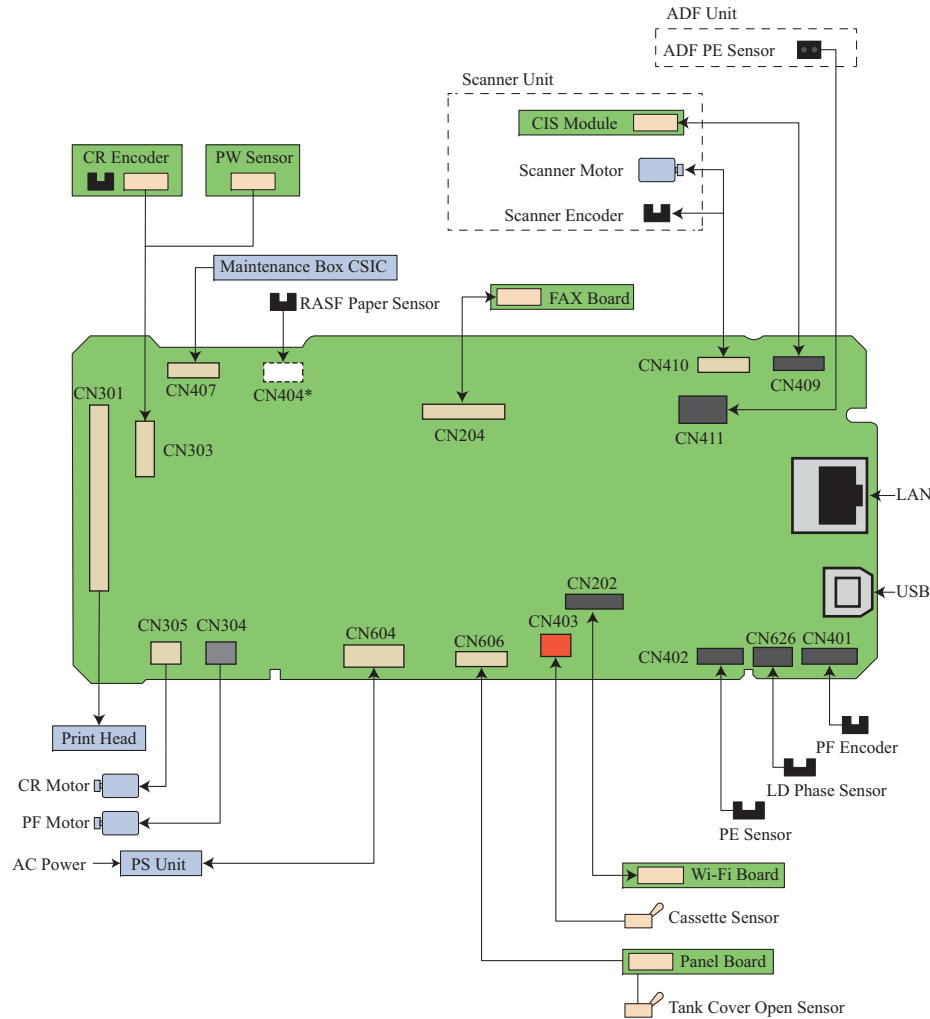 ADF Unit
ADF PE Sensor
Scanner Unit
CIS Module
CR Encoder
PW Sensor
Scanner Motor
Scanner Encoder
Maintenance Box CSIC
RASF Paper Sensor
FAX Board
CN410
CN409
CN301
CN407
CN404*
CN204
CN411
CN303
LAN
CN202
USB
CN305
CN304
CN604
CN606
CN403
CN402
CN626
CN401
Print Head
PF Encoder
CR Motor
LD Phase Sensor
PF Motor
PE Sensor
AC Power
PS Unit
Wi-Fi Board
Cassette Sensor
Panel Board
Tank Cover Open Sensor